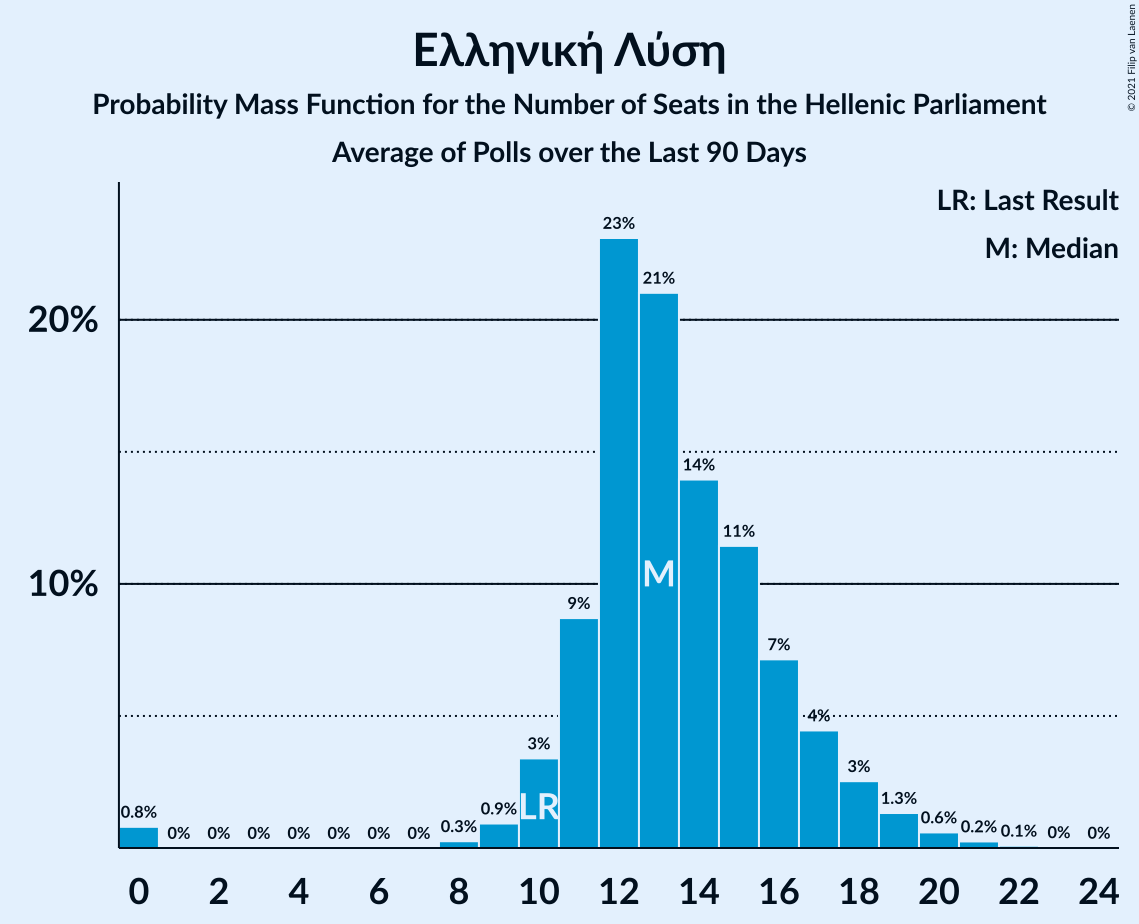 © 2021 Filip van Laenen
Ελληνική Λύση
Probability Mass Function for the Number of Seats in the Hellenic Parliament
Average of Polls over the Last 90 Days
LR: Last Result
M: Median
20%
10%
0.8% 0% 0% 0% 0% 0% 0% 0% 0.3% 0.9% 3% 9% 23% 21% 14% 11% 7% 4% 3% 1.3% 0.6% 0.2% 0.1% 0% 0%
LR M
0 2 4 6 8 10 12 14 16 18 20 22 24